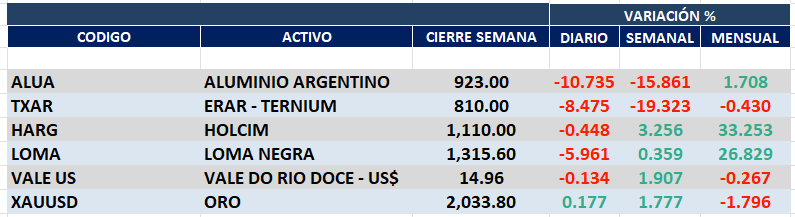 VARIACIÓN %
CODIGO ACTIVO CIERRE SEMANA DIARIO SEMANAL MENSUAL
ALUA ALUMINIO ARGENTINO 923.00 -10.735 -15.861 1.708
TXAR ERAR - TERNIUM 810.00 -8.475 -19.323 -0.430
HARG HOLCIM 1,110.00 -0.448 3.256 33.253
LOMA LOMA NEGRA 1,315.60 -5.961 0.359 26.829
VALE US VALE DO RIO DOCE - US$ 14.96 -0.134 1.907 -0.267
XAUUSD ORO 2,033.80 0.177 1.777 -1.796